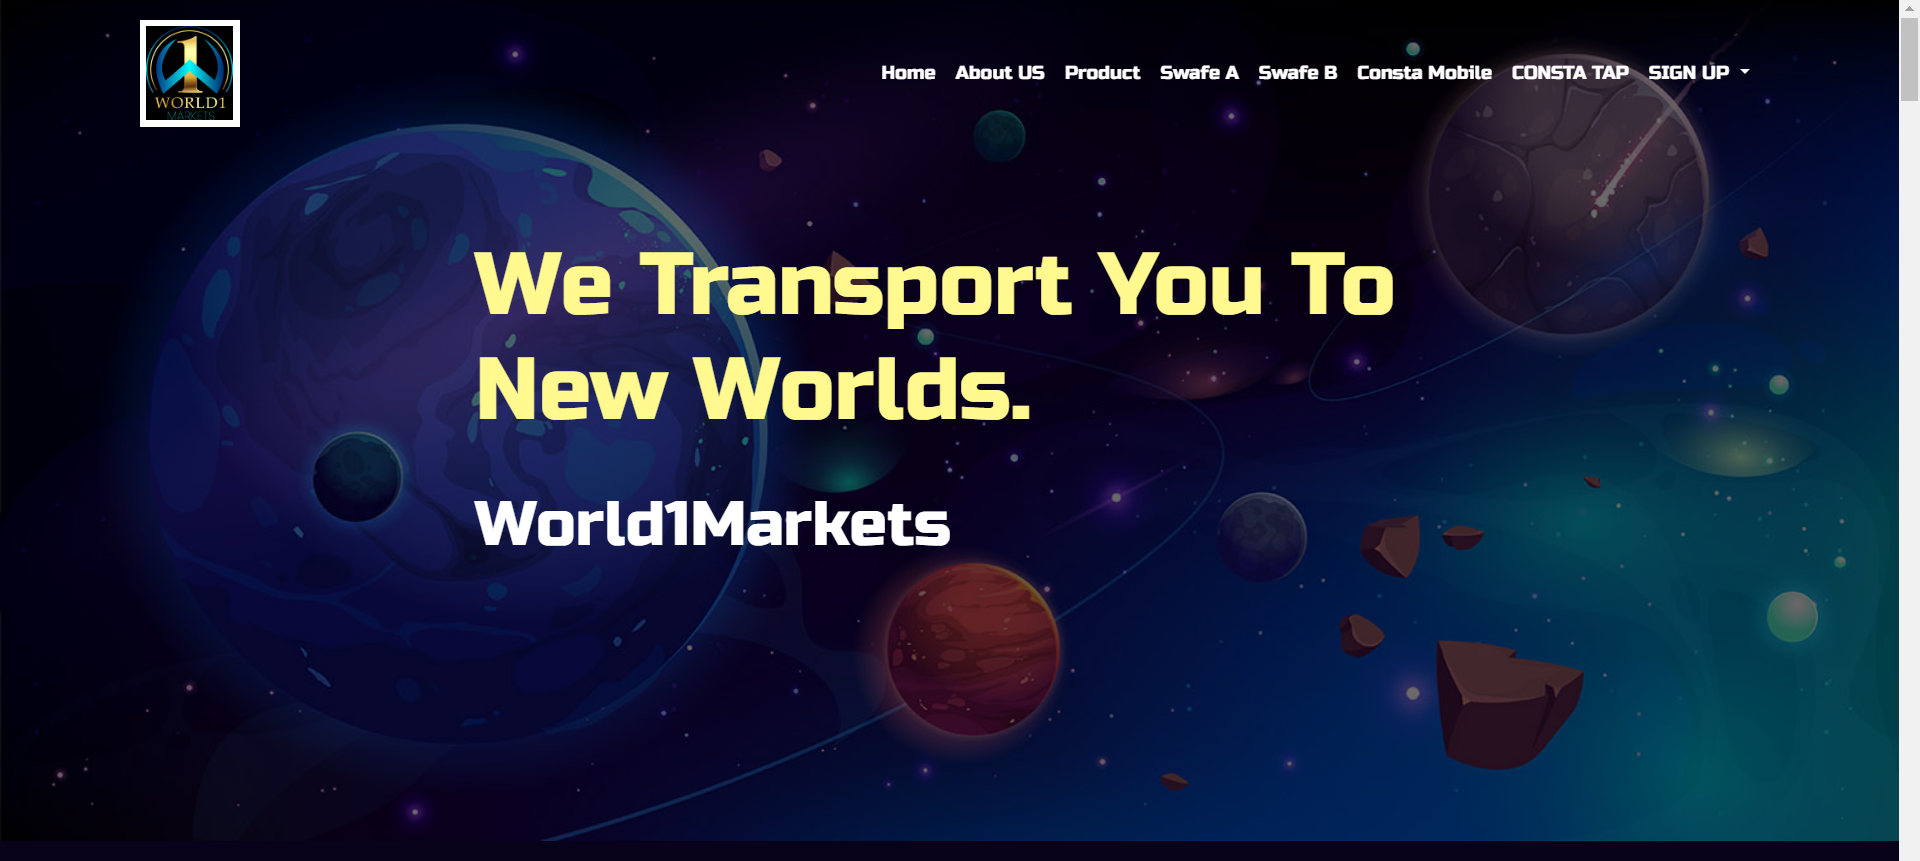 WORLD1
MARKETS
Home About US Product Swafe A Swafe B Consta Mobile CONSTA TAP SIGN UP
We Transport You To
New Worlds.
World1Markets